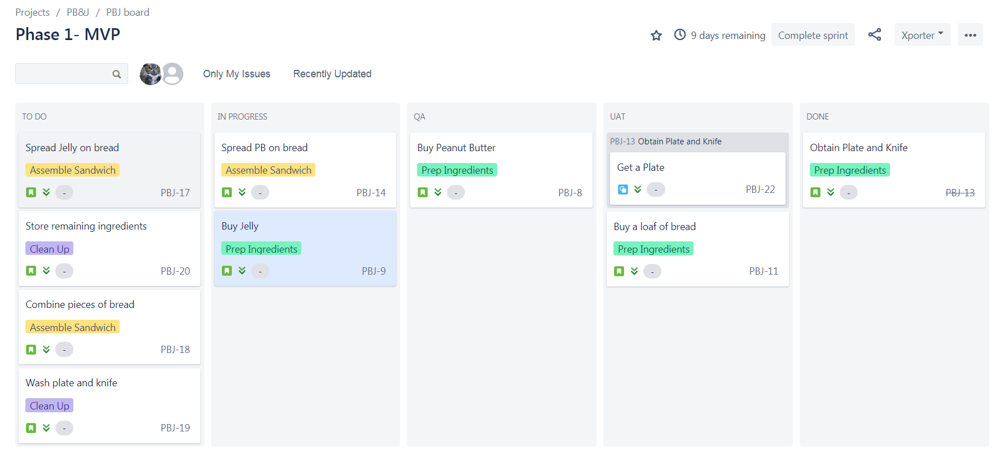 Projects / PB&J / PBJ board
Phase 1- MVP
9 days remaining
Complete sprint
Xporter
Only My Issues
Recently Updated
TO DO
Spread Jelly on bread
Assemble Sandwich
-
PBJ-17
Store remaining ingredients
Clean Up
-
PBJ-20
Combine pieces of bread
Assemble Sandwich
-
PBJ-18
Wash plate and knife
Clean Up
-
PBJ-19
IN PROGRESS
Spread PB on bread
Assemble Sandwich
-
PBJ-14
Buy Jelly
Prep Ingredients
-
PBJ-9
QA
Buy Peanut Butter
Prep Ingredients
-
PBJ-8
UAT
PBJ-13 Obtain Plate and Knife
Get a Plate
-
PBJ-22
Buy a loaf of bread
Prep Ingredients
-
PBJ-11
DONE
Obtain Plate and Knife
Prep Ingredients
-
PBJ-13